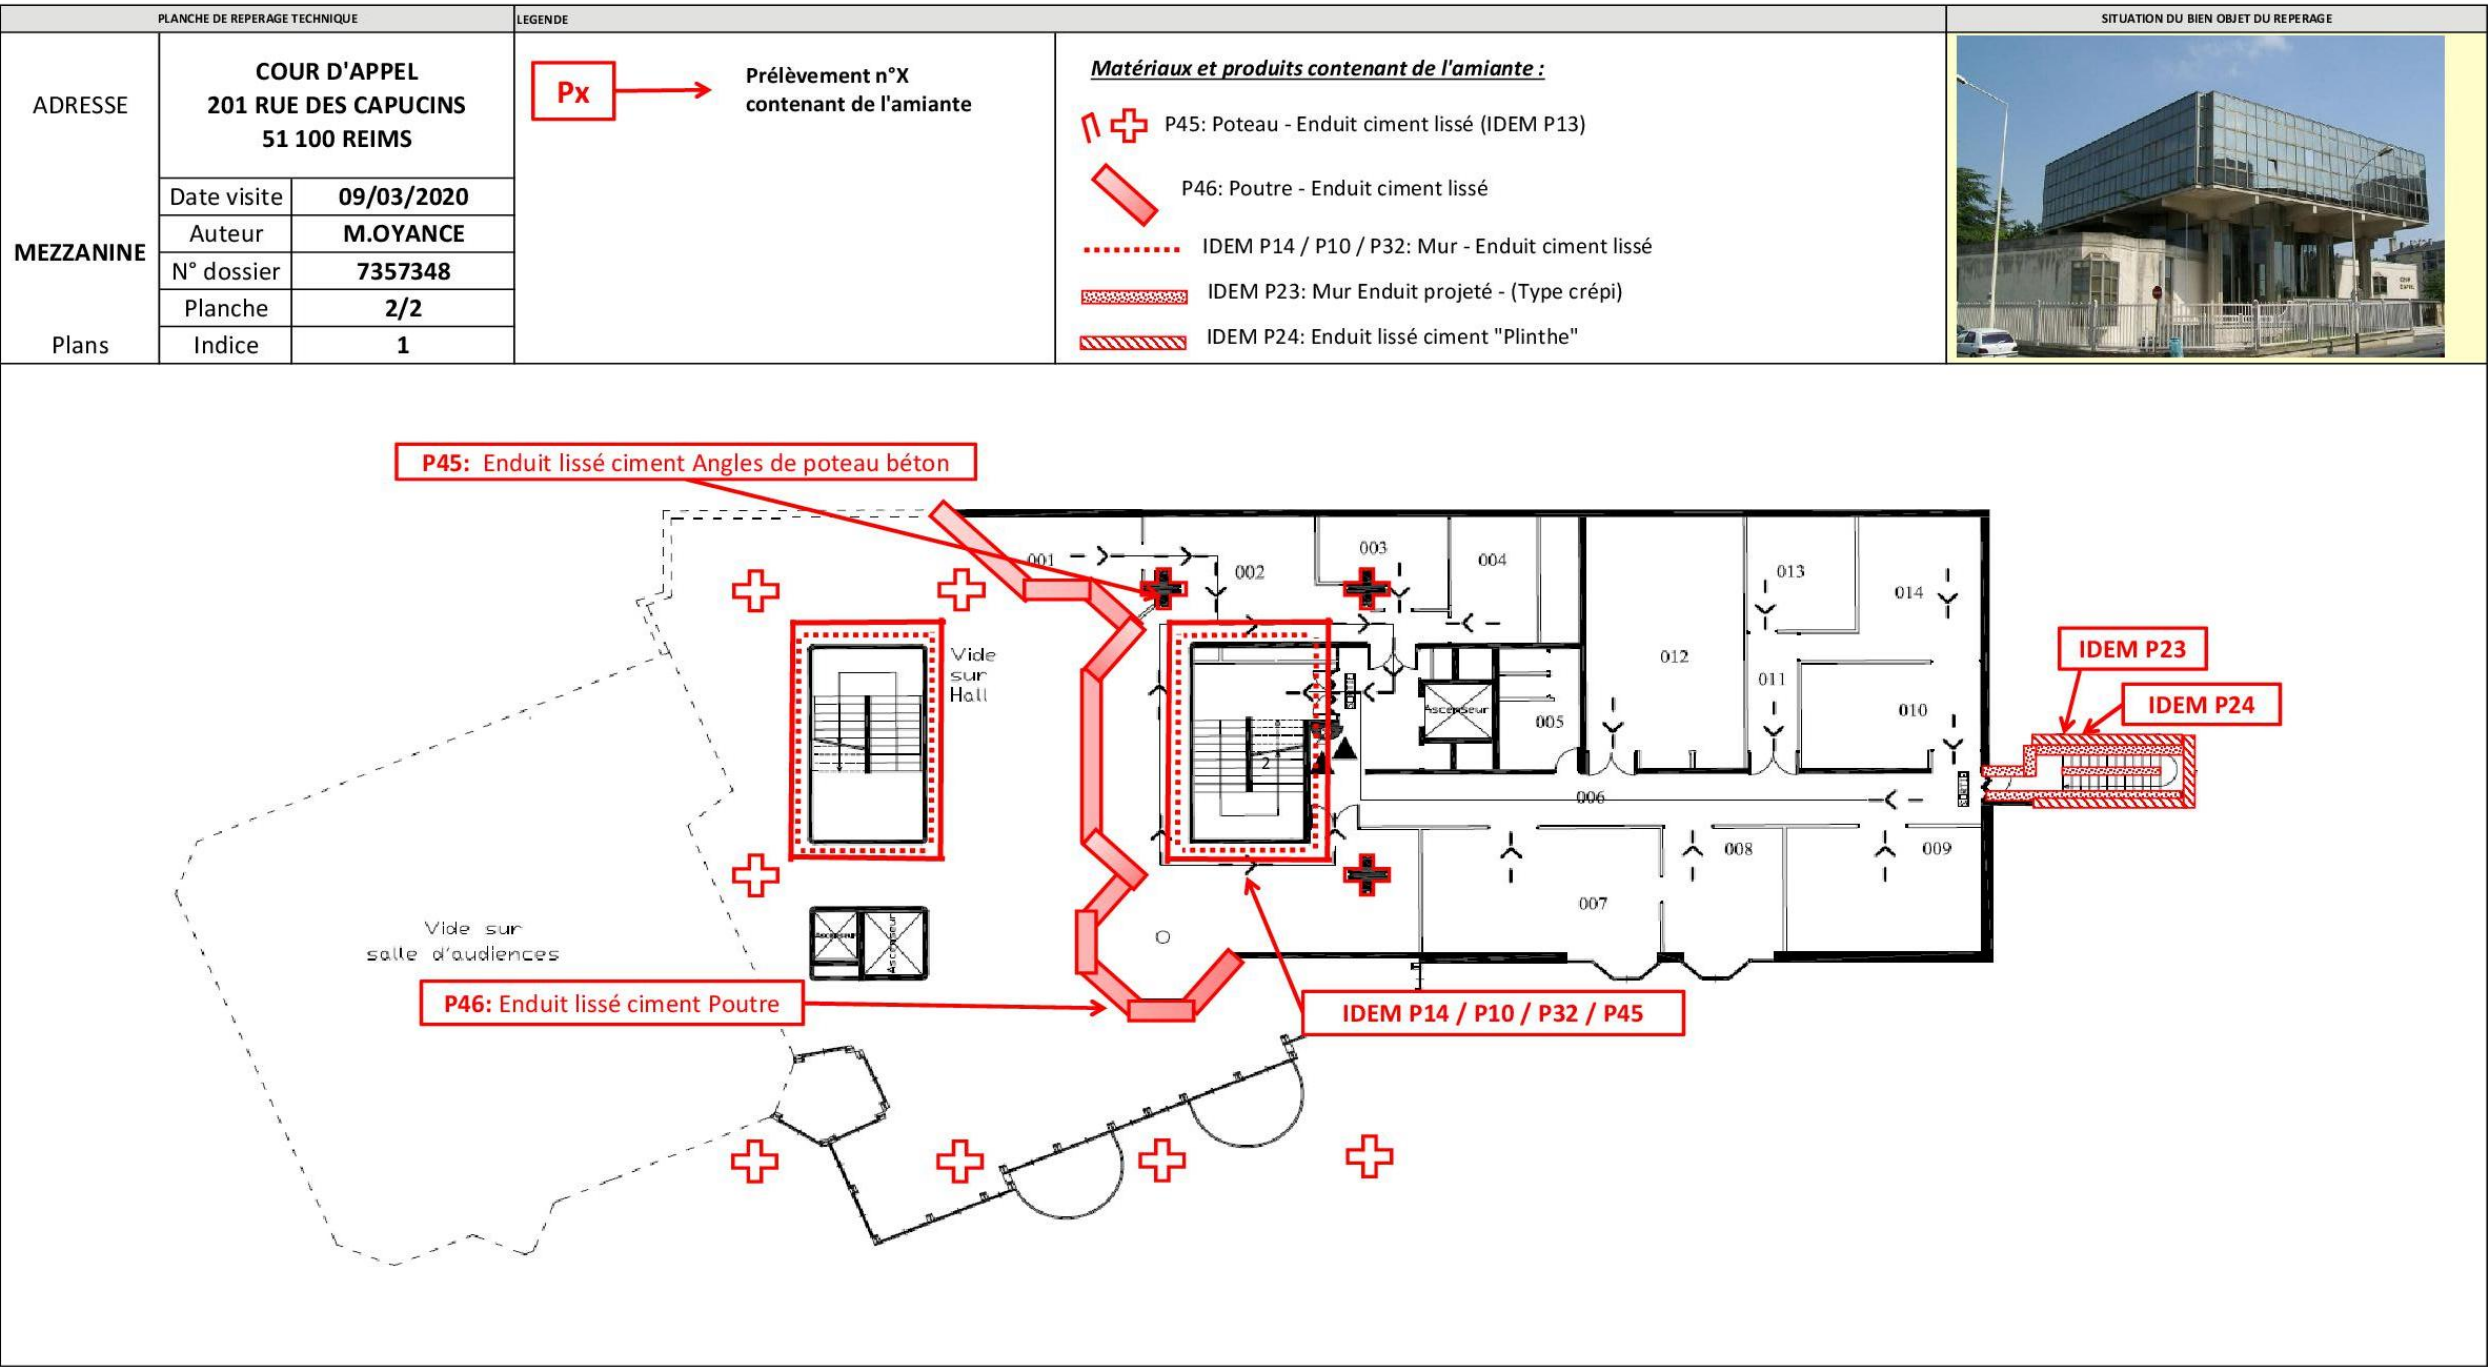 PLANCHE DE REPERAGE TECHNIQUE
LEGENDE
SITUATION DU BIEN OBJET DU REPERAGE
ADRESSE
COUR D'APPEL
201 RUE DES CAPUCINS
51 100 REIMS
MEZZANINE
Plans
Date visite 09/03/2020
Auteur M.OYANCE
N° dossier 7357348
Planche 2/2
Indice 1
Px
Prélèvement n°X
contenant de l'amiante
Matériaux et produits contenant de l'amiante :
P45: Poteau - Enduit ciment lissé (IDEM P13)
P46: Poutre - Enduit ciment lissé
IDEM P14 / P10 / P32: Mur - Enduit ciment lissé
IDEM P23: Mur Enduit projeté - (Type crépi)
IDEM P24: Enduit lissé ciment "Plinthe"
P45: Enduit lissé ciment Angles de poteau béton
001
002
003
004
013
014
012
011
010
005
Ascenseur
Vide
sur
Hall
2
IDEM P23
IDEM P24
006
008
009
007
Vide sur
salle d'audiences
Ascenseur
Ascenseur
P46: Enduit lissé ciment Poutre
IDEM P14 / P10 / P32 / P45